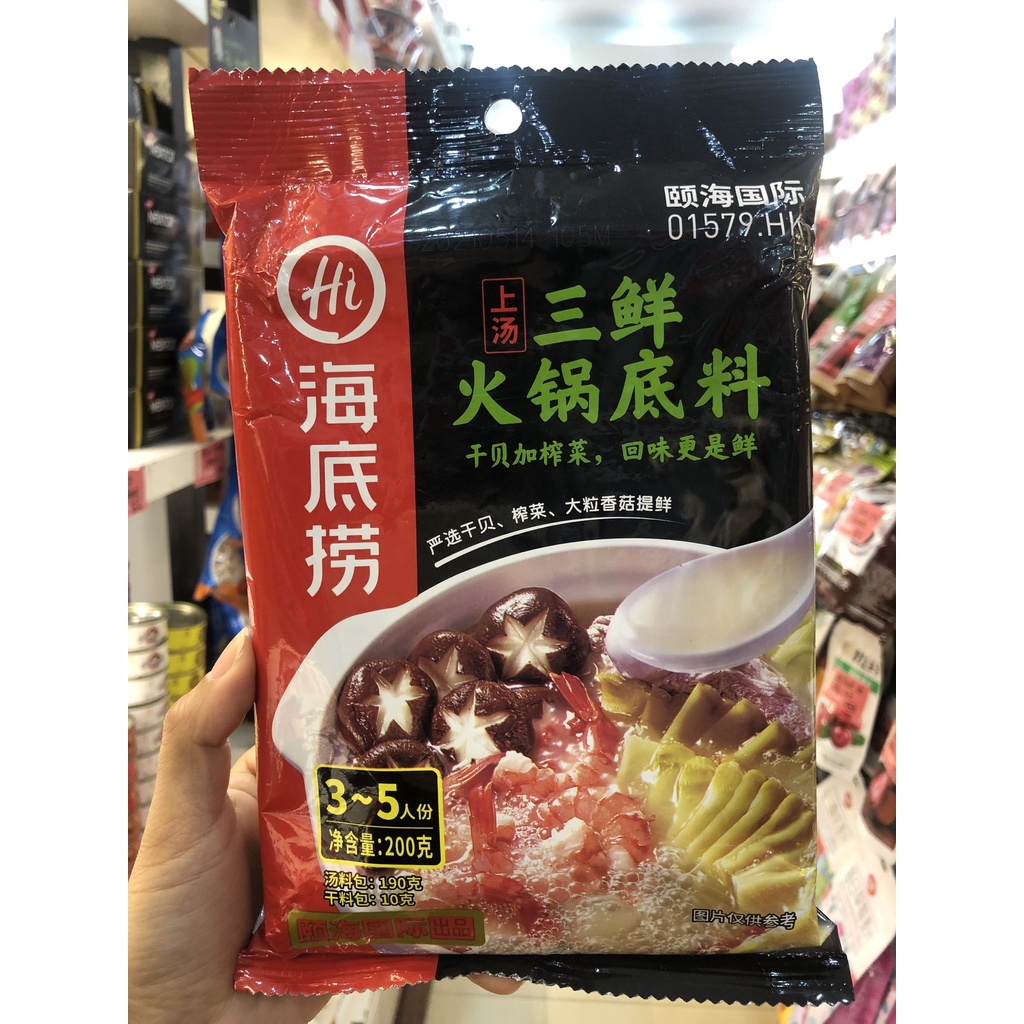 颐海国际
01579.HK
Hi
海底捞
上汤
三鲜
火锅底料
干贝加榨菜，回味更是鲜
严选干贝、榨菜、大粒香菇提鲜
3~5人份
净含量:200克
汤料包：190克
干料包：10克
颐海国际出品
图片仅供参考